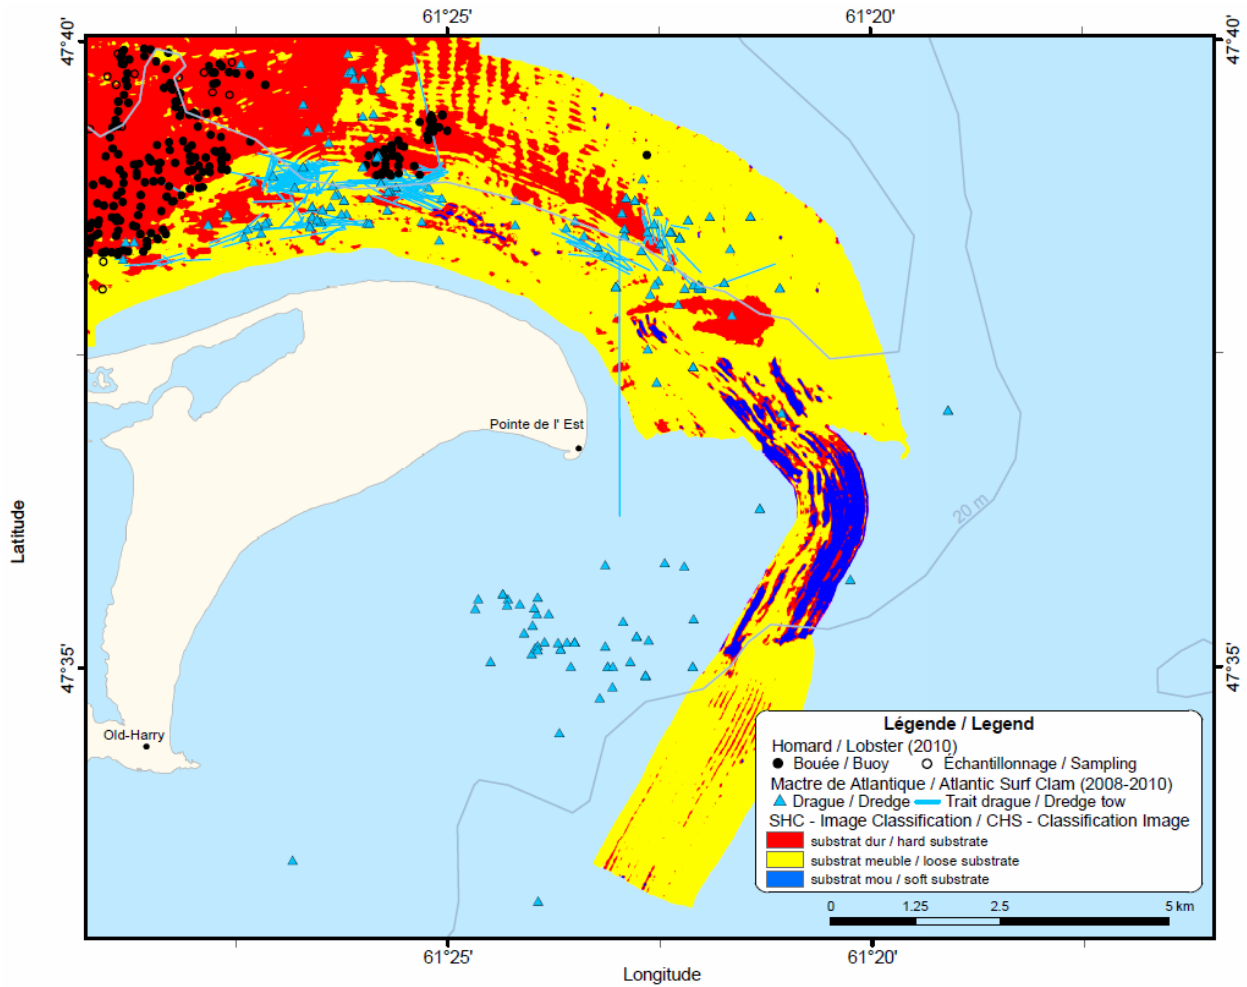 61°25' 61°20'
47°40' 47°40'
Pointe de l' Est
20 m
Latitude
47°35' 47°35'
Old-Harry
Légende / Legend
Homard / Lobster (2010)
Bouée / Buoy Échantillonnage / Sampling
Mactre de Atlantique / Atlantic Surf Clam (2008-2010)
Drague / Dredge Trait drague / Dredge tow
SHC - Image Classification / CHS - Classification Image
substrat dur / hard substrate
substrat meuble / loose substrate
substrat mou / soft substrate
0 1.25 2.5 5 km
61°25' 61°20'
Longitude